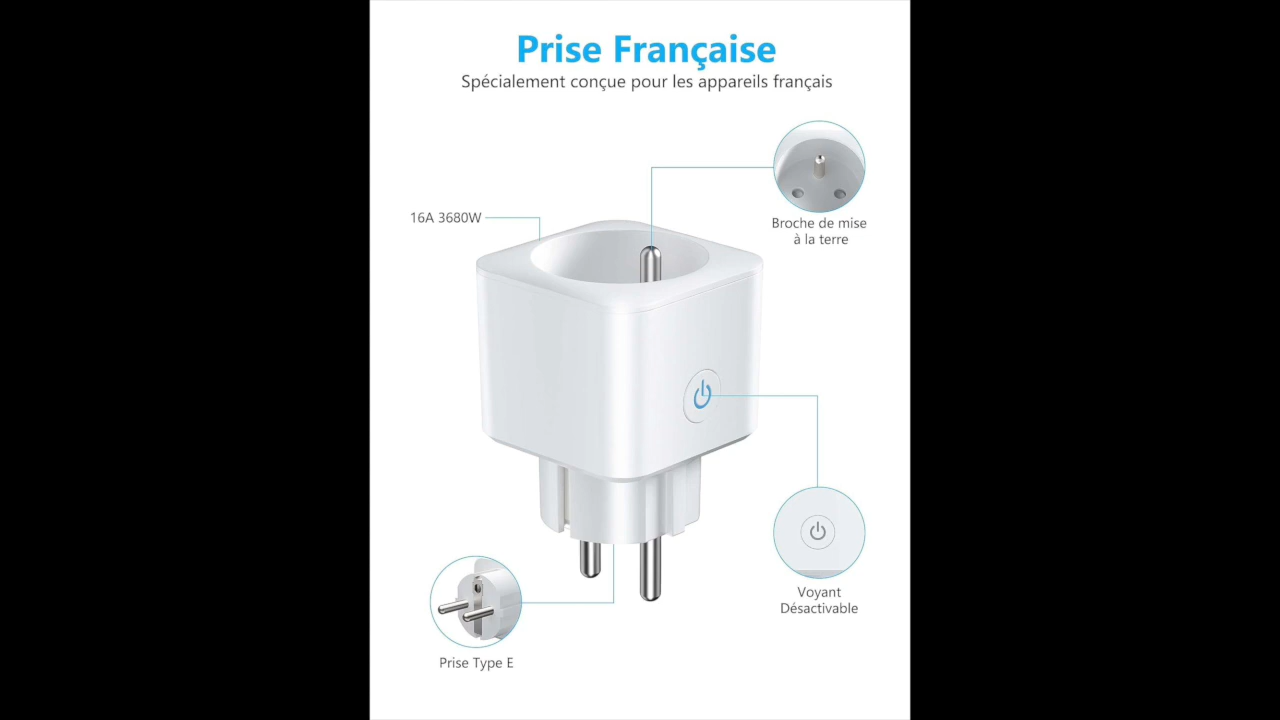 Prise Française
Spécialement conçue pour les appareils français
Broche de mise
à la terre
16A 3680W
Voyant
Désactivable
Prise Type E